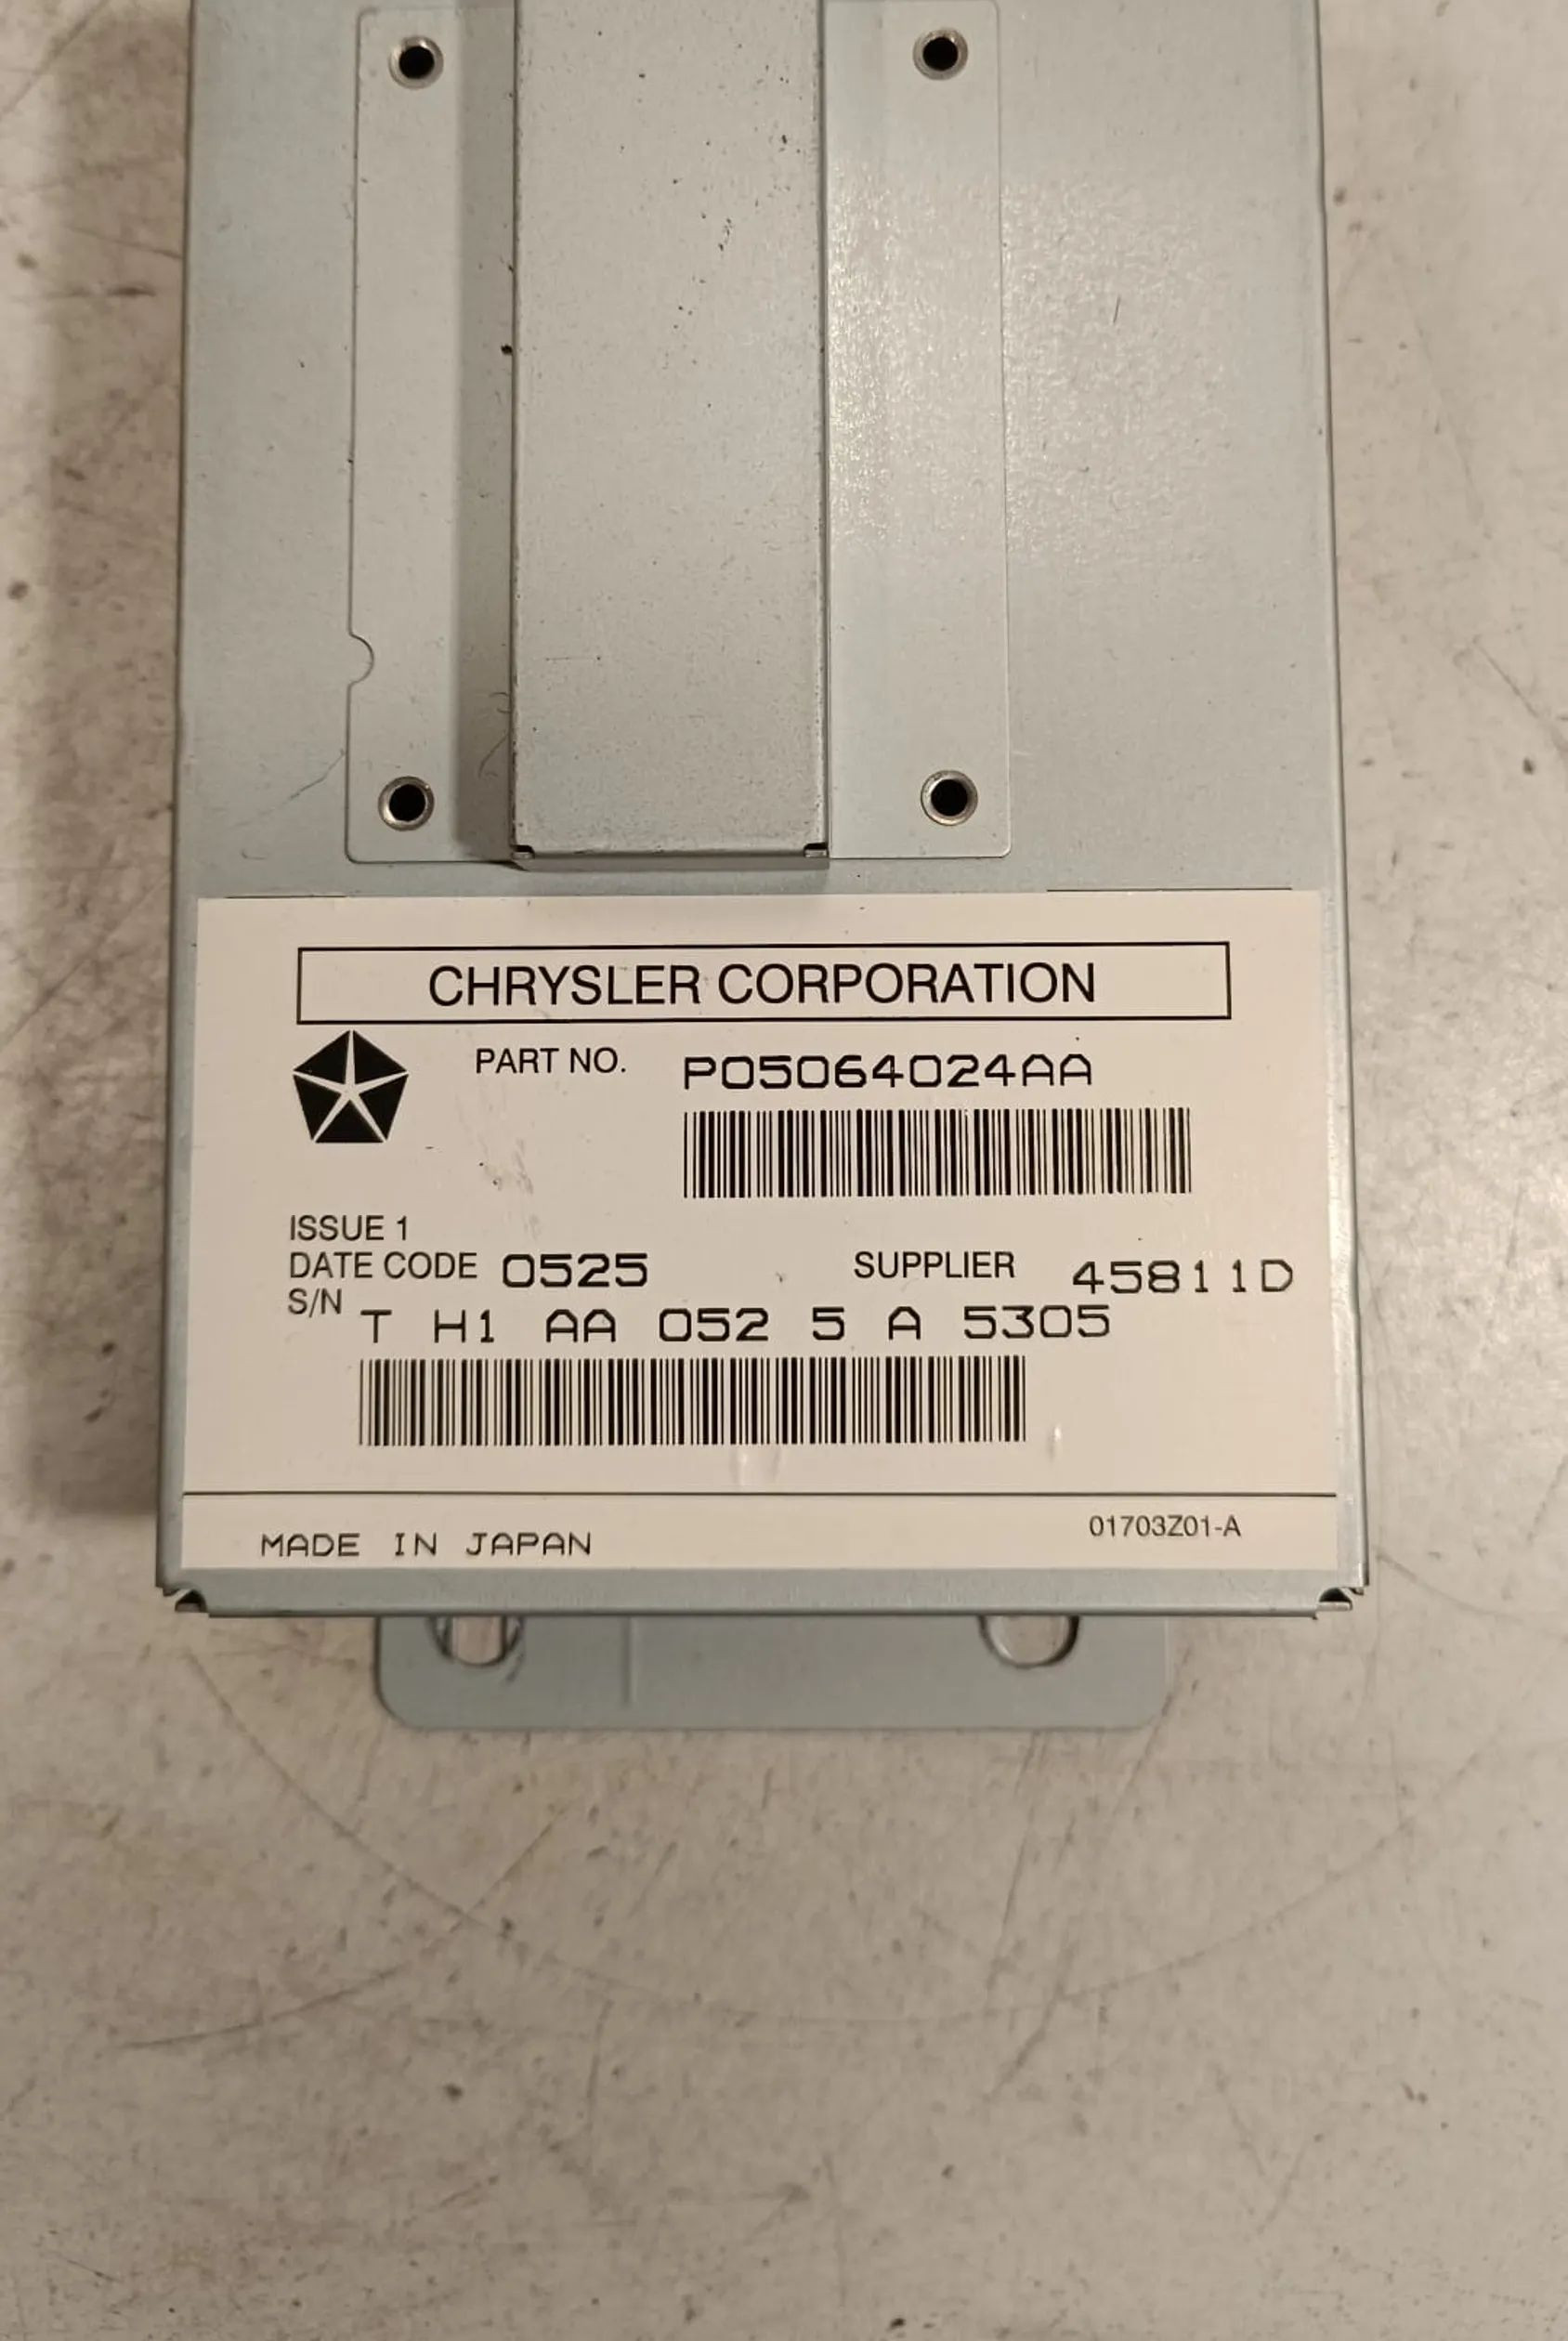 CHRYSLER CORPORATION
PART NO. P05064024AA
ISSUE 1
DATE CODE 0525 SUPPLIER 45811D
S/N T H1 AA 052 5 A 5305
MADE IN JAPAN 01703Z01-A